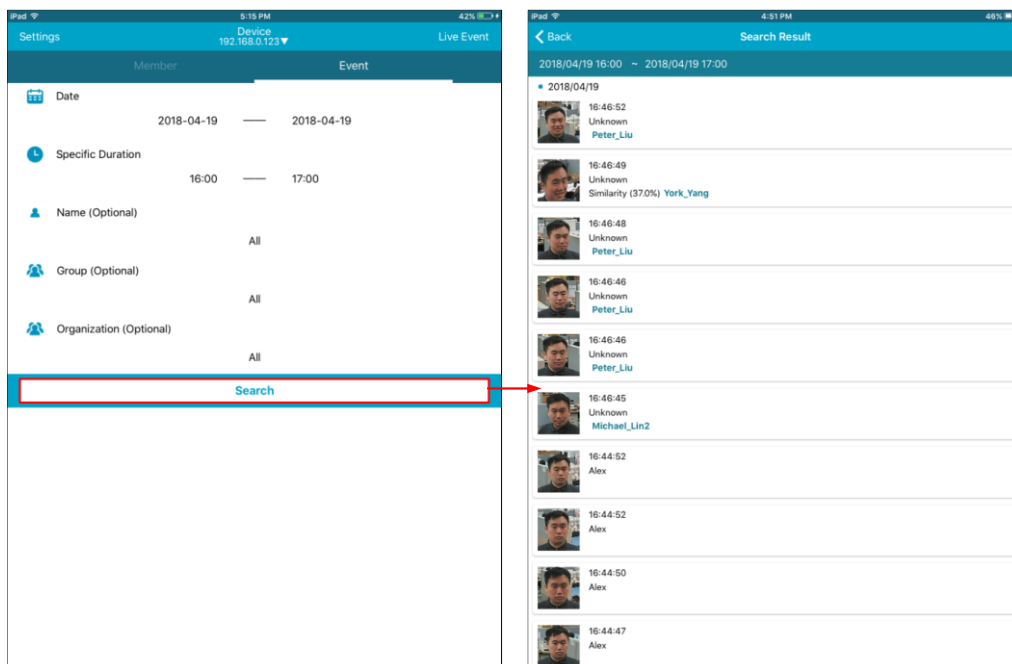 iPad 5:15 PM 42%
Settings Device Live Event
192.168.0.123▼
Member Event
Date
2018-04-19 — 2018-04-19
Specific Duration
16:00 — 17:00
Name (Optional)
All
Group (Optional)
All
Organization (Optional)
All
Search
iPad 4:51 PM 46%
Back Search Result
2018/04/19 16:00 ~ 2018/04/19 17:00
• 2018/04/19
16:46:52
Unknown
Peter_Liu
16:46:49
Unknown
Similarity (37.0%) York_Yang
16:46:48
Unknown
Peter_Liu
16:46:46
Unknown
Peter_Liu
16:46:46
Unknown
Peter_Liu
16:46:45
Unknown
Michael_Lin2
16:44:52
Alex
16:44:52
Alex
16:44:50
Alex
16:44:47
Alex